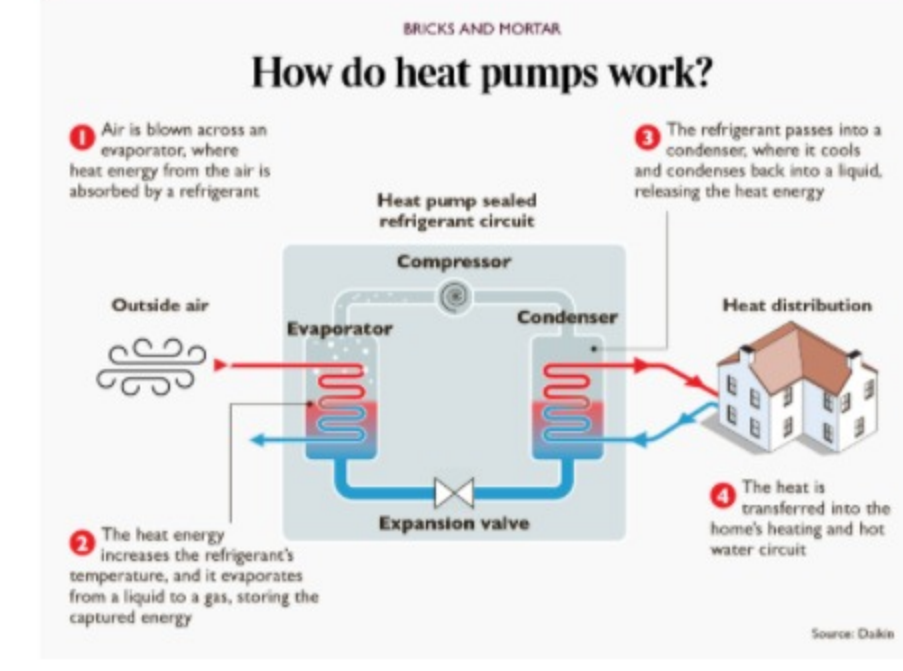 BRICKS AND MORTAR
How do heat pumps work?
1 Air is blown across an
evaporator, where
heat energy from the air is
absorbed by a refrigerant
3 The refrigerant passes into a
condenser, where it cools
and condenses back into a liquid,
releasing the heat energy
Heat pump sealed
refrigerant circuit
Compressor
Outside air
Evaporator
Condenser
Heat distribution
Expansion valve
2 The heat energy
increases the refrigerant's
temperature, and it evaporates
from a liquid to a gas, storing the
captured energy
4 The heat is
transferred into the
home's heating and hot
water circuit
Source: Daikin